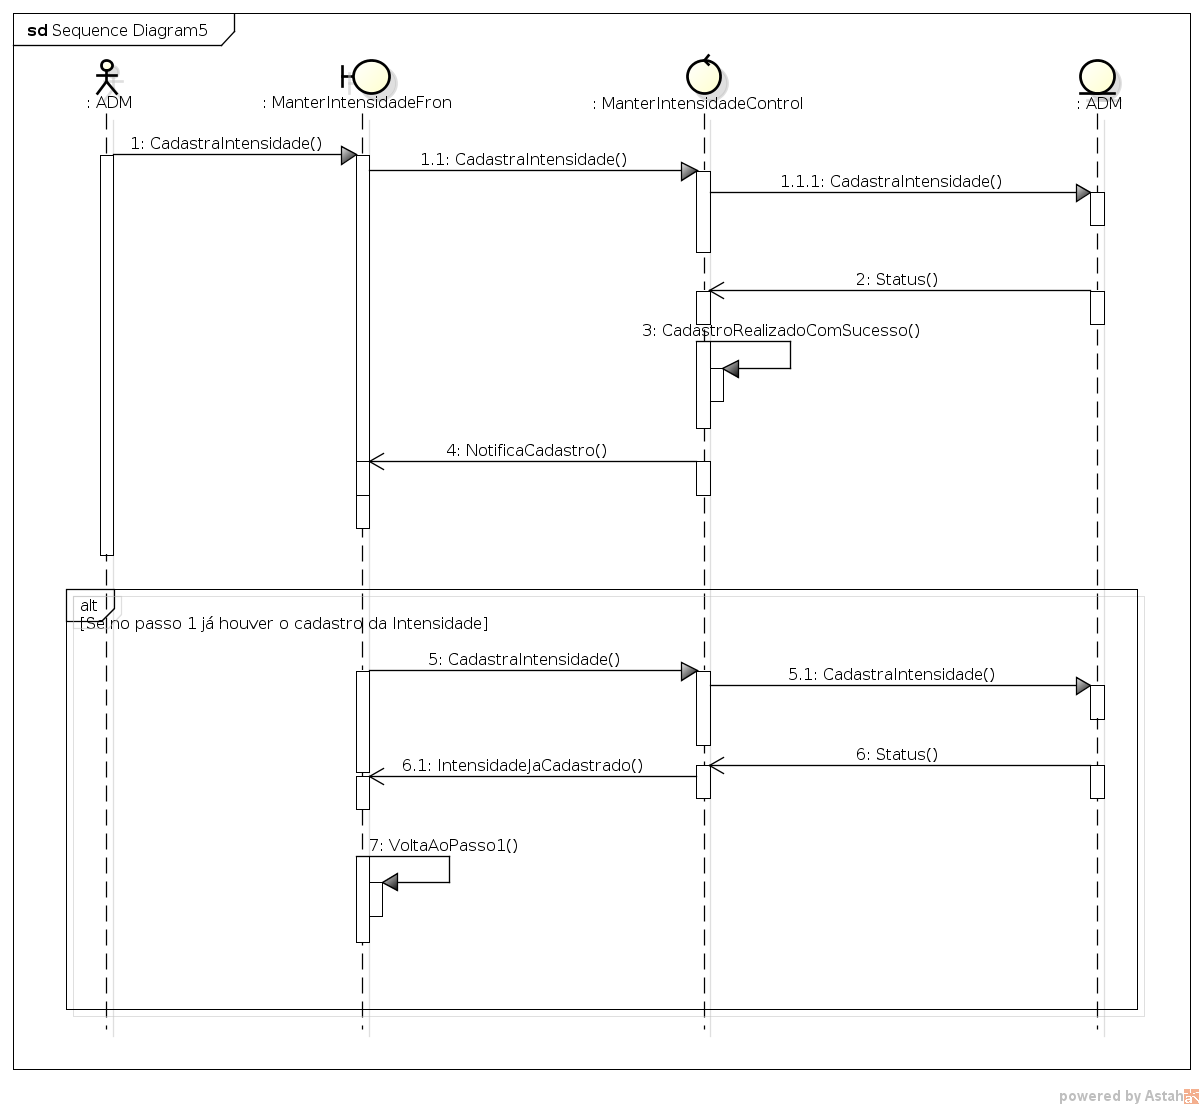 sd Sequence Diagram5
: ADM
: ManterIntensidadeFron
: ManterIntensidadeControl
: ADM
1: CadastraIntensidade()
1.1: CadastraIntensidade()
1.1.1: CadastraIntensidade()
2: Status()
3: CadastroRealizadoComSucesso()
4: NotificaCadastro()
alt
[Se no passo 1 já houver o cadastro da Intensidade]
5: CadastraIntensidade()
5.1: CadastraIntensidade()
6: Status()
6.1: IntensidadeJaCadastrado()
7: VoltaAoPasso1()
powered by Astah